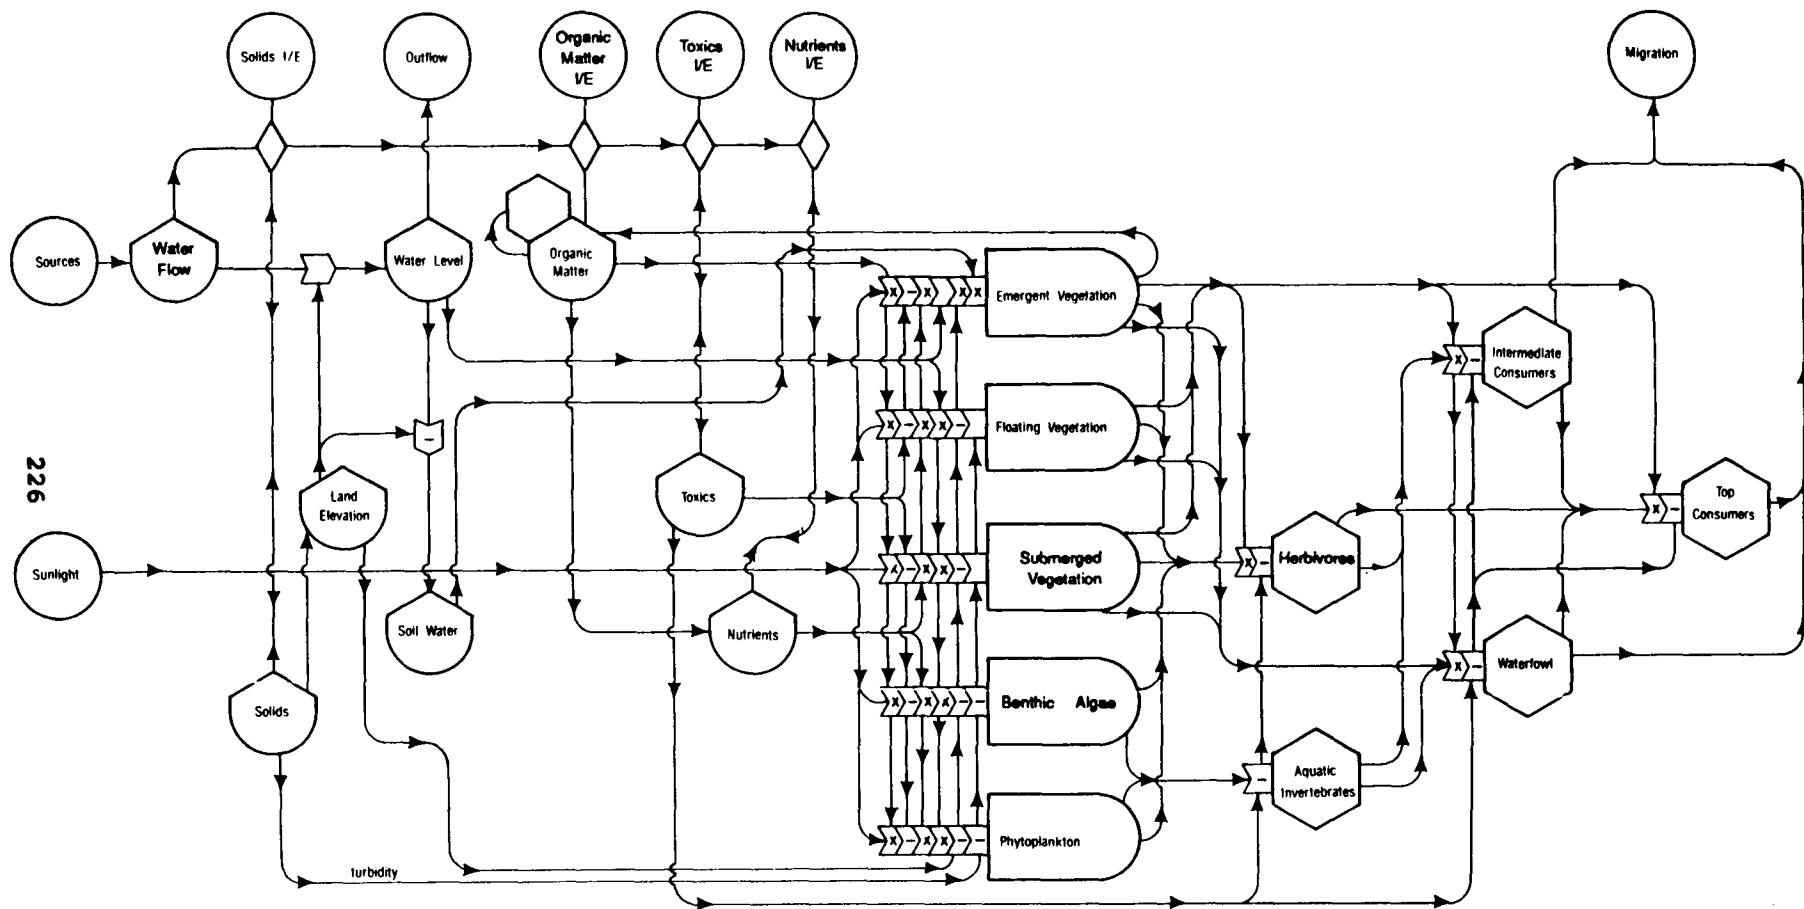 Solids I/E
Outflow
Organic
Matter
I/E
Toxics
I/E
Nutrients
I/E
Migration
Sources
Water
Flow
Water Level
Organic
Matter
Emergent Vegetation
Intermediate
Consumers
Floating Vegetation
226
Land
Elevation
Toxics
Top
Consumers
Sunlight
Submerged
Vegetation
Herbivores
Soil Water
Nutrients
Waterfowl
Solids
Benthic Algae
Aquatic
Invertebrates
Phytoplankton
turbidity